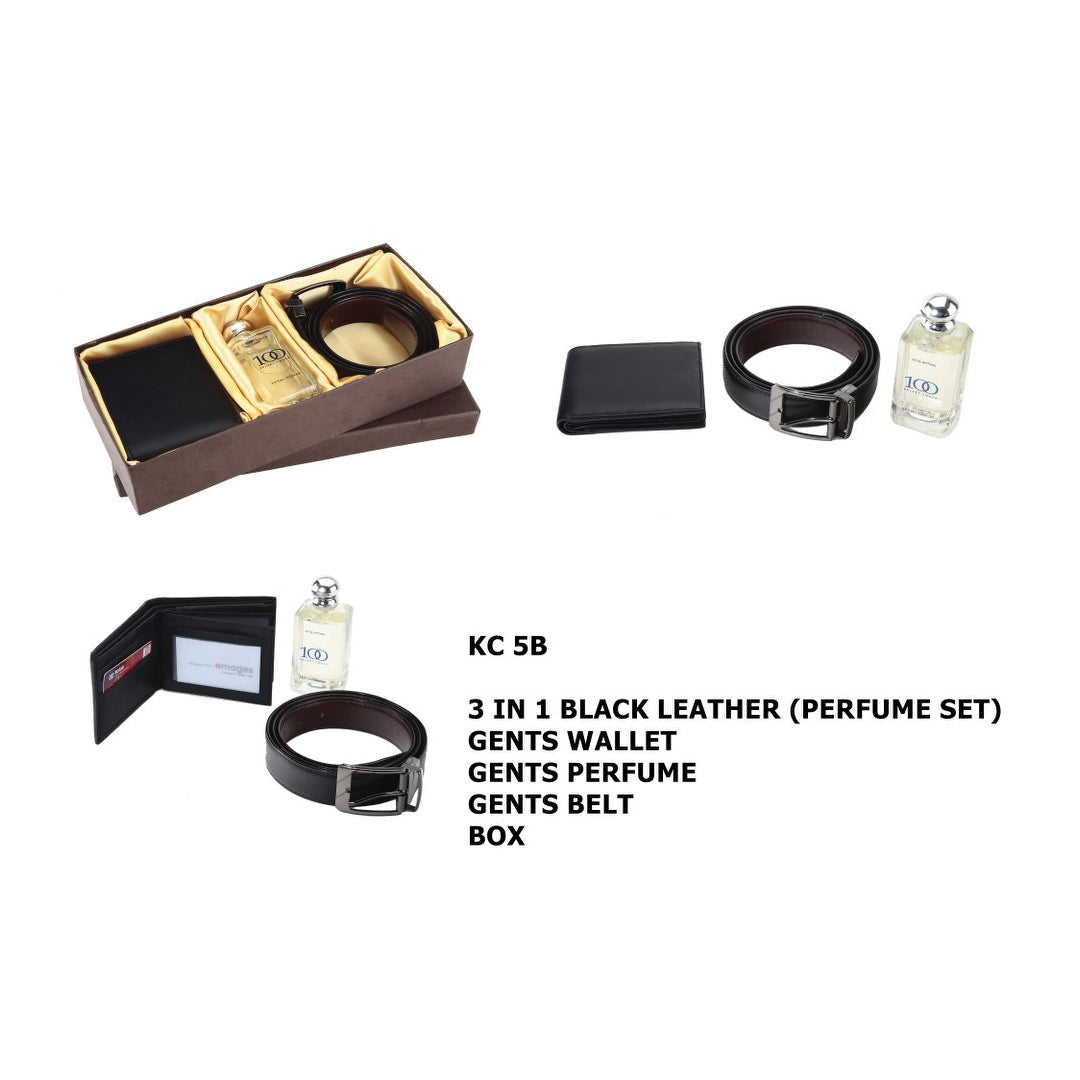 100
100
100
emages
KC 5B
3 IN 1 BLACK LEATHER (PERFUME SET)
GENTS WALLET
GENTS PERFUME
GENTS BELT
BOX